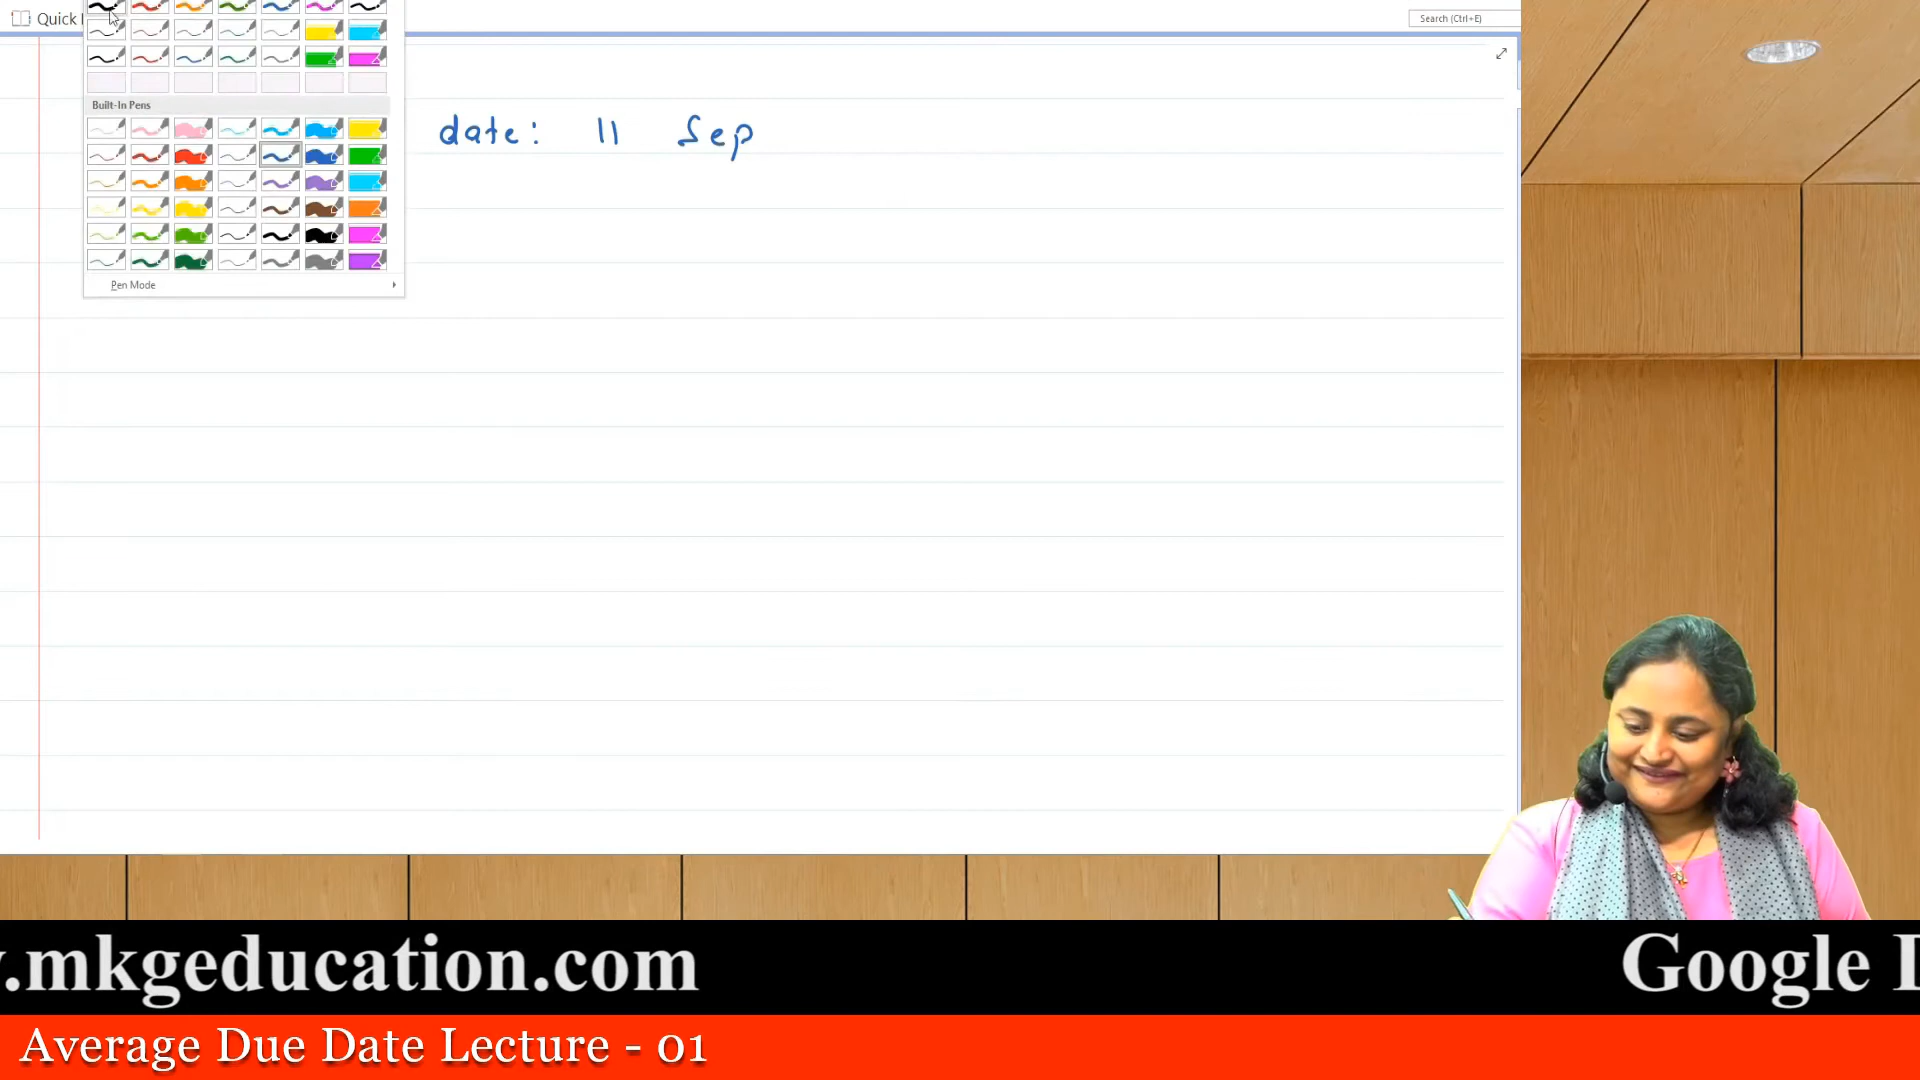 Quick
Search (Ctrl+E)
Built-In Pens
date: 11 Sep
Pen Mode
.mkgeducation.com
Google
Average Due Date Lecture - 01